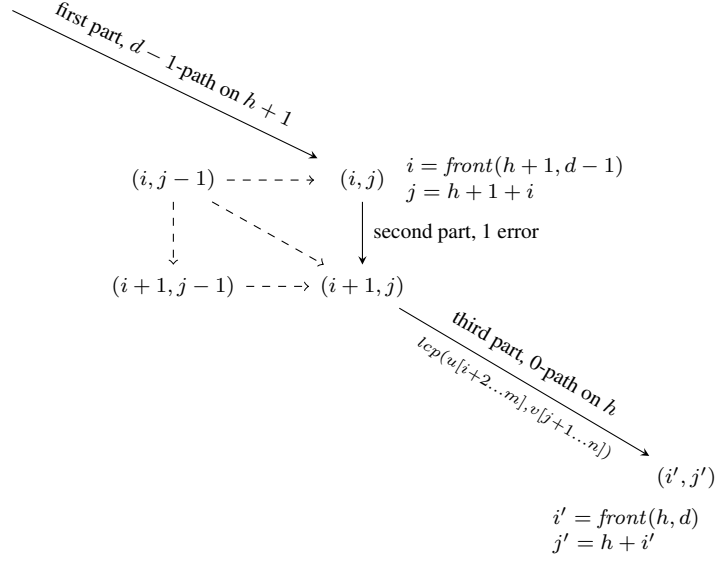 first part, d − 1-path on h + 1
(i, j − 1)
(i, j)
i = front(h + 1, d − 1)
j = h + 1 + i
second part, 1 error
(i + 1, j − 1)
(i + 1, j)
third part, 0-path on h
lcp(u[i+2...m],v[j+1...n])
(i′, j′)
i′ = front(h, d)
j′ = h + i′